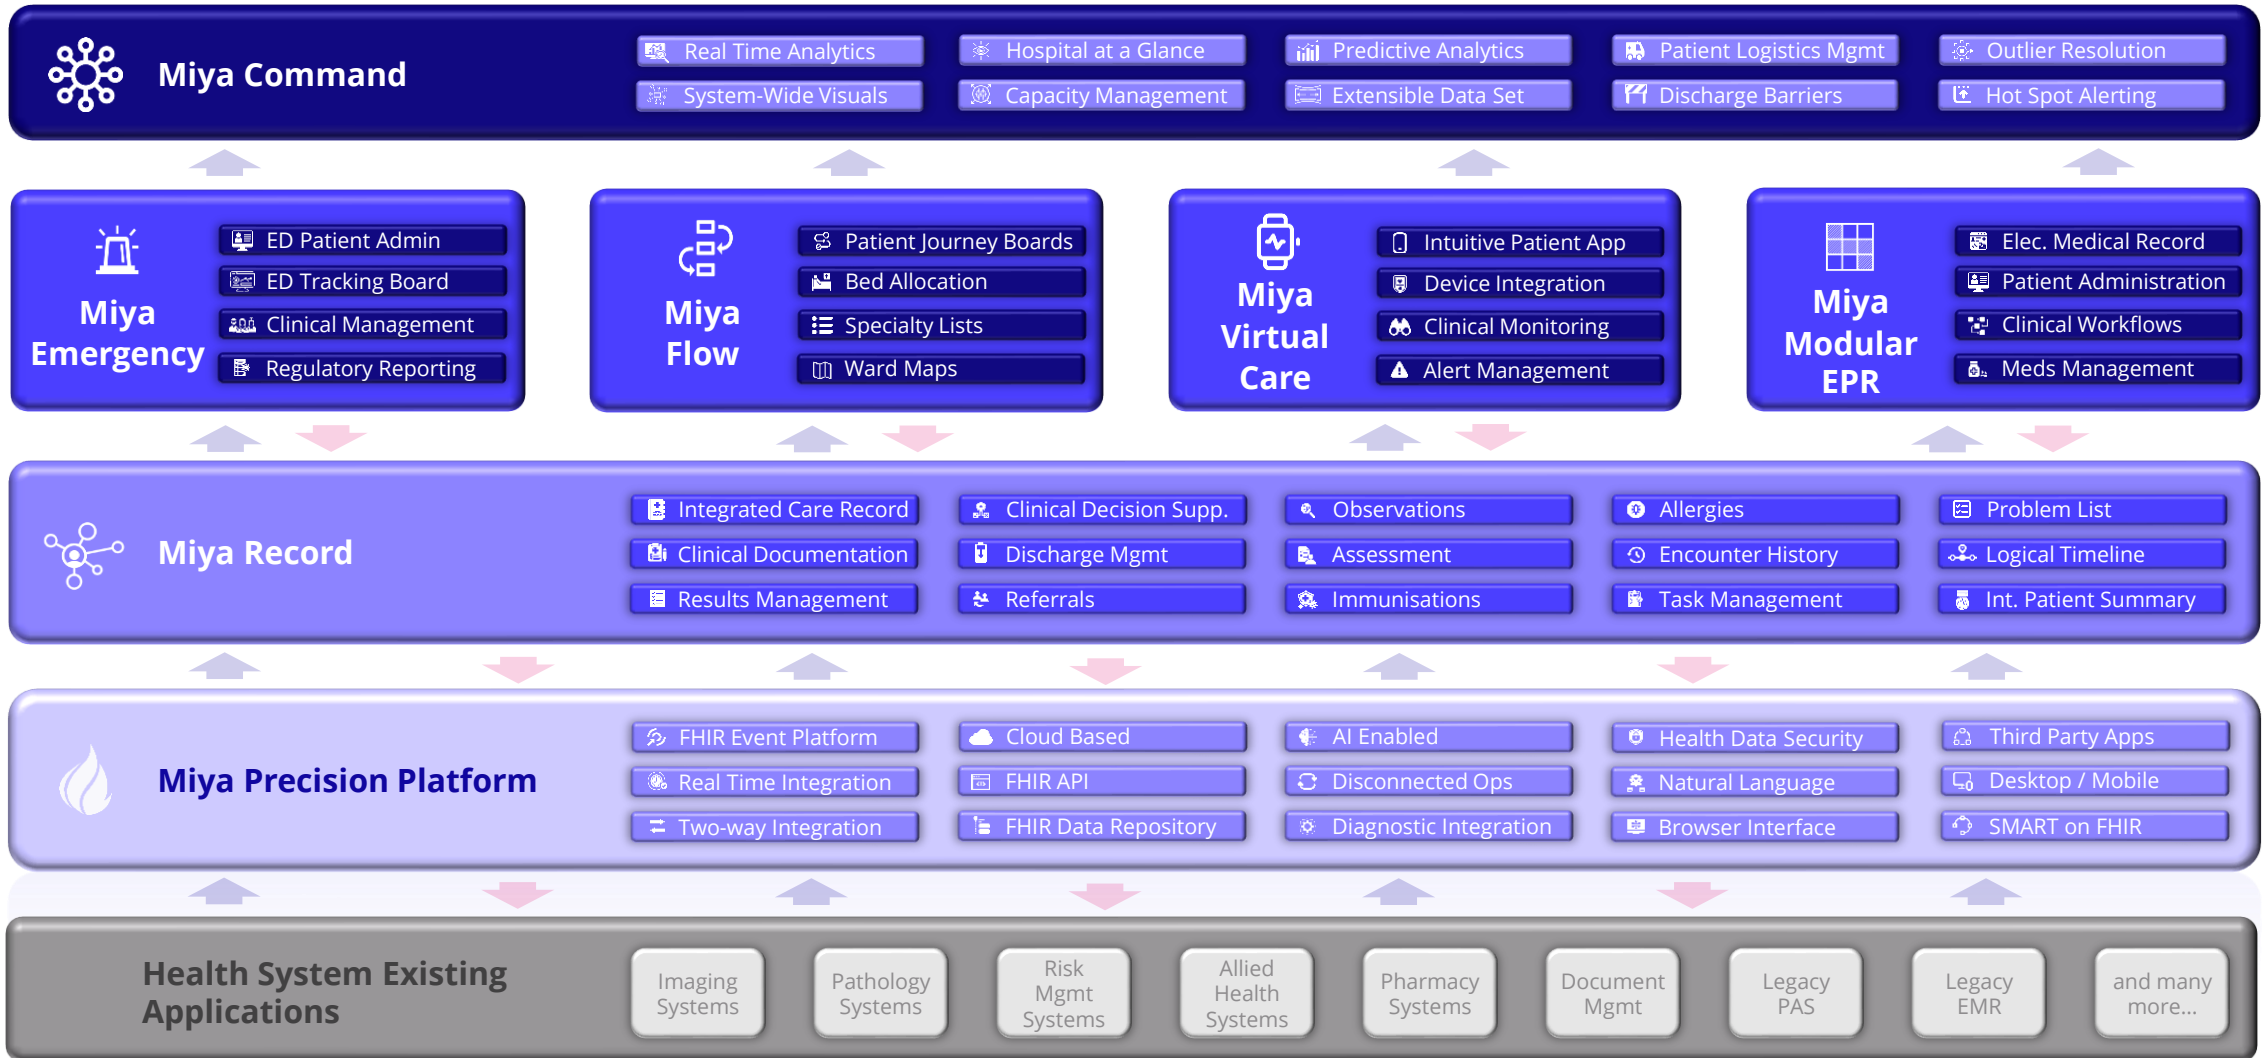 Miya Command
Real Time Analytics
Hospital at a Glance
Predictive Analytics
Patient Logistics Mgmt
Outlier Resolution
System-Wide Visuals
Capacity Management
Extensible Data Set
Discharge Barriers
Hot Spot Alerting
Miya
Emergency
ED Patient Admin
ED Tracking Board
Clinical Management
Regulatory Reporting
Miya
Flow
Patient Journey Boards
Bed Allocation
Specialty Lists
Ward Maps
Miya
Virtual
Care
Intuitive Patient App
Device Integration
Clinical Monitoring
Alert Management
Miya
Modular
EPR
Elec. Medical Record
Patient Administration
Clinical Workflows
Meds Management
Miya Record
Integrated Care Record
Clinical Decision Supp.
Observations
Allergies
Problem List
Clinical Documentation
Discharge Mgmt
Assessment
Encounter History
Logical Timeline
Results Management
Referrals
Immunisations
Task Management
Int. Patient Summary
Miya Precision Platform
FHIR Event Platform
Cloud Based
AI Enabled
Health Data Security
Third Party Apps
Real Time Integration
FHIR API
Disconnected Ops
Natural Language
Desktop / Mobile
Two-way Integration
FHIR Data Repository
Diagnostic Integration
Browser Interface
SMART on FHIR
Health System Existing
Applications
Imaging
Systems
Pathology
Systems
Risk
Mgmt
Systems
Allied
Health
Systems
Pharmacy
Systems
Document
Mgmt
Legacy
PAS
Legacy
EMR
and many
more...